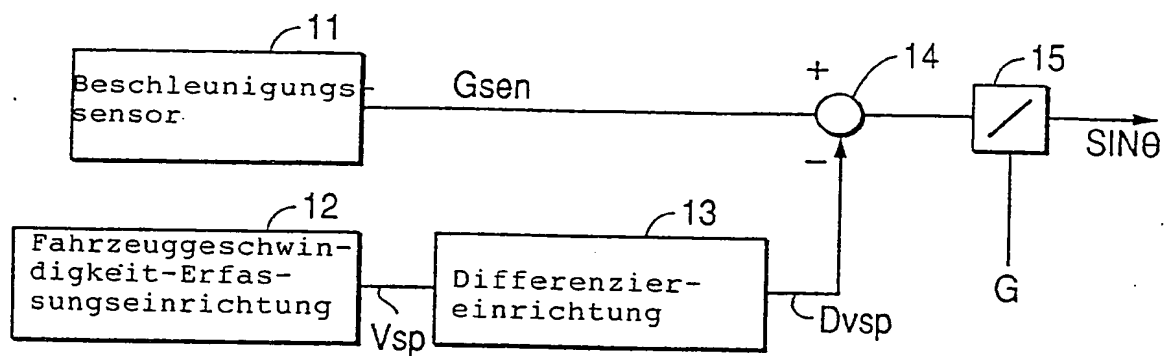 11
Beschleunigungs-
sensor
Gsen
+
14
15
SINθ
−
12
Fahrzeuggeschwin-
digkeit-Erfas-
sungseinrichtung
Vsp
13
Differenzier-
einrichtung
Dvsp
G